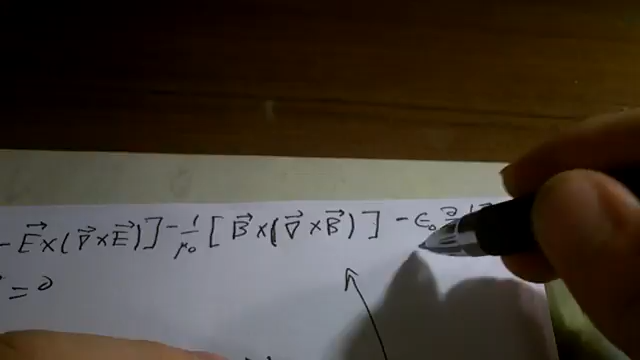 - E⃗×(∇⃗×E⃗)] - 1/μ₀ [ B⃗×(∇⃗×B⃗) ] - ϵ₀ ∂
= 0